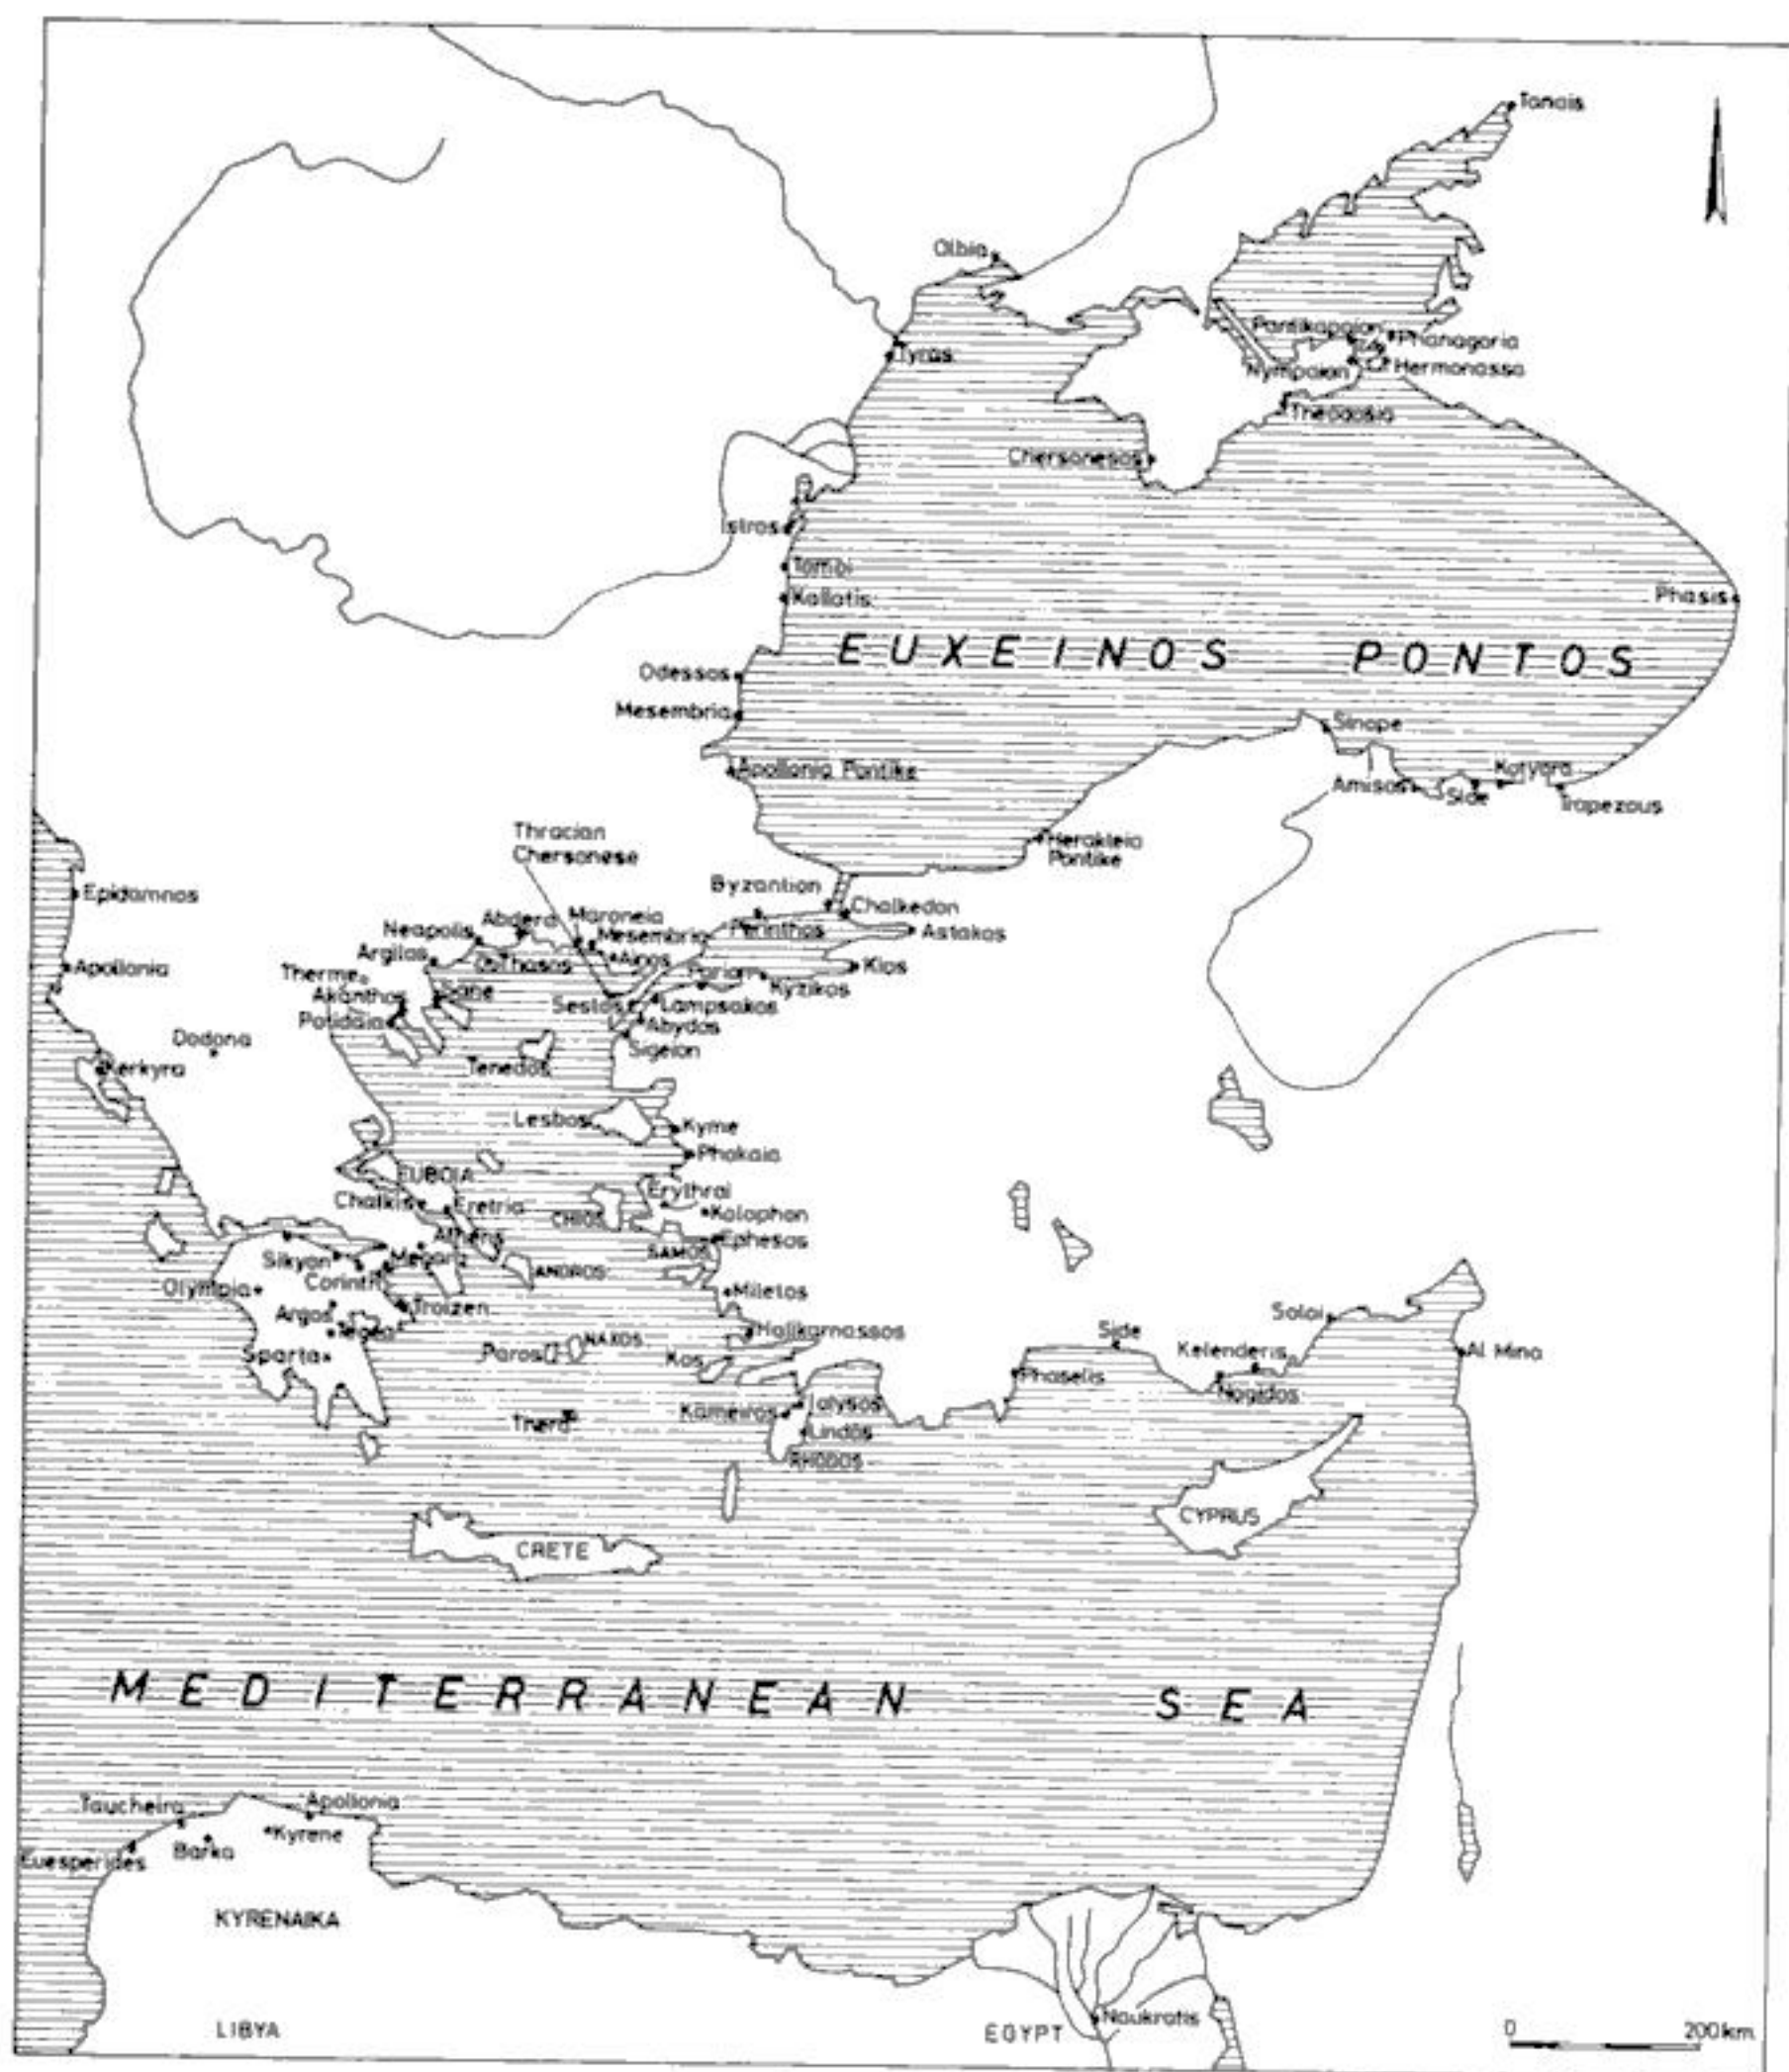 Tanais
Olbia
Pantikapaion
Phanagoria
Tyras
Nympaion
Hermonassa
Theodosia
Chersonesos
Istros
Tombi
Kallatis
Phasis
EUXEINOS PONTOS
Odessos
Mesembria
Sinope
Apollonia Pontike
Kotyora
Amisos
Side
Trapezous
Thracian
Chersonese
Herakleia
Pontike
Byzantion
Epidamnos
Chalkedon
Abdera
Maroneia
Neapolis
Mesembria
Perinthos
Astakos
Argilos
Thasos
Ainos
Apollonia
Therme
Parion
Kios
Akanthos
Sane
Kyzikos
Sestos
Lampsakos
Potidaia
Abydos
Dodona
Sigeion
Kerkyra
Tenedos
Lesbos
Kyme
Phokaia
EUBOIA
Erythrai
Chalkis
Eretria
CHIOS
Kolophon
Athens
Ephesos
SAMOS
Sikyon
Megara
ANDROS
Corinth
Olympia
Miletos
Argos
Troizen
Soloi
Tegea
Halikarnassos
NAXOS
Side
Sparta
Paros
Kos
Kelenderis
Al Mina
Phaselis
Nagidos
Ialysos
Kameiros
Thera
Lindos
RHODOS
CYPRUS
CRETE
MEDITERRANEAN SEA
Taucheira
Apollonia
Kyrene
Barka
Euesperides
KYRENAIKA
Naukratis
LIBYA
EGYPT
0 200km